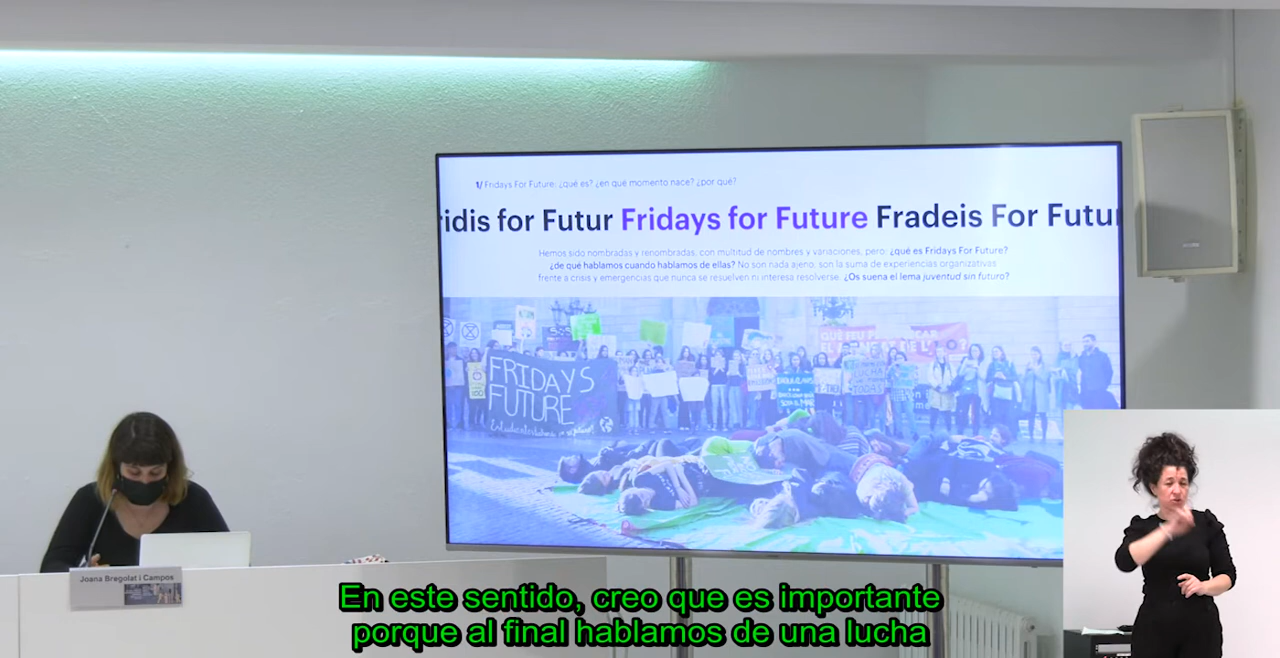 1/ Fridays For Future: ¿qué es? ¿en qué momento nace? ¿por qué?
ridis for Futur Fridays for Future Fradeis For Futur
Hemos sido nombradas y renombradas, con multitud de nombres y variaciones, pero, ¿qué es Fridays For Future?
¿de qué hablamos cuando hablamos de ellas? No son nada ajeno, son la suma de experiencias organizativas
frente a crisis y emergencias que nunca se resuelven ni interesa resolverse. ¿Os suena el lema juventud sin futuro?
FRIDAYS
FUTURE
LUCHA
Joana Bregolat i Campos
En este sentido, creo que es importante
porque al final hablamos de una lucha